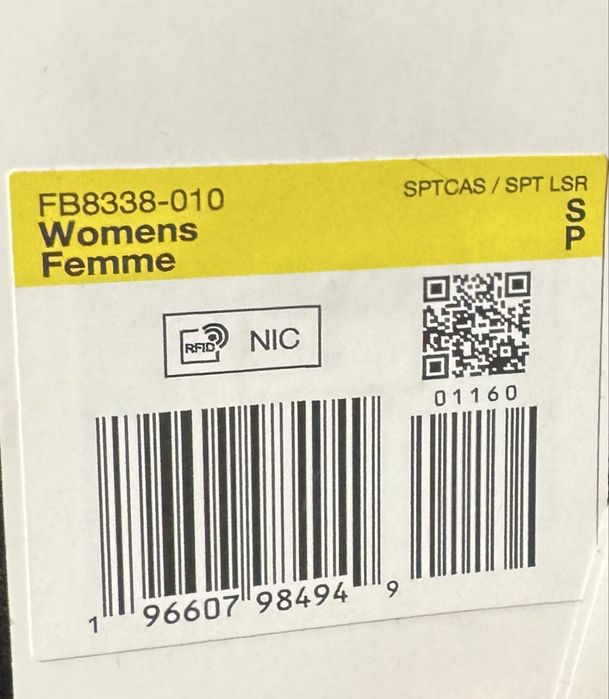 FB8338-010
Womens
Femme
SPTCAS / SPT LSR
S
P
RFID NIC
01160
1 96607 98494 9